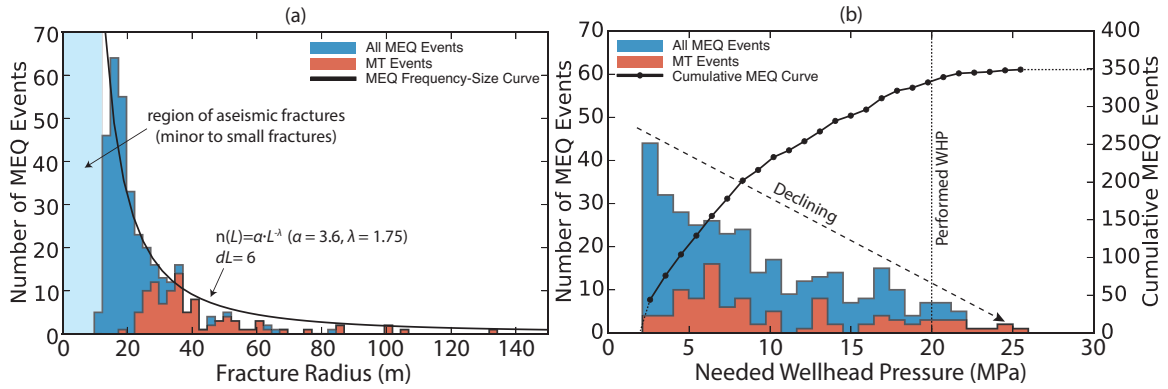 (a)
70
60
50
40
30
20
10
0
Number of MEQ Events
0 20 40 60 80 100 120 140
Fracture Radius (m)
All MEQ Events
MT Events
MEQ Frequency-Size Curve
region of aseismic fractures
(minor to small fractures)
n(L)=α·L^-λ (α = 3.6, λ = 1.75)
dL= 6
(b)
70
60
50
40
30
20
10
0
Number of MEQ Events
0 5 10 15 20 25 30
Needed Wellhead Pressure (MPa)
All MEQ Events
MT Events
Cumulative MEQ Curve
Declining
Performed WHP
400
350
300
250
200
150
100
50
0
Cumulative MEQ Events